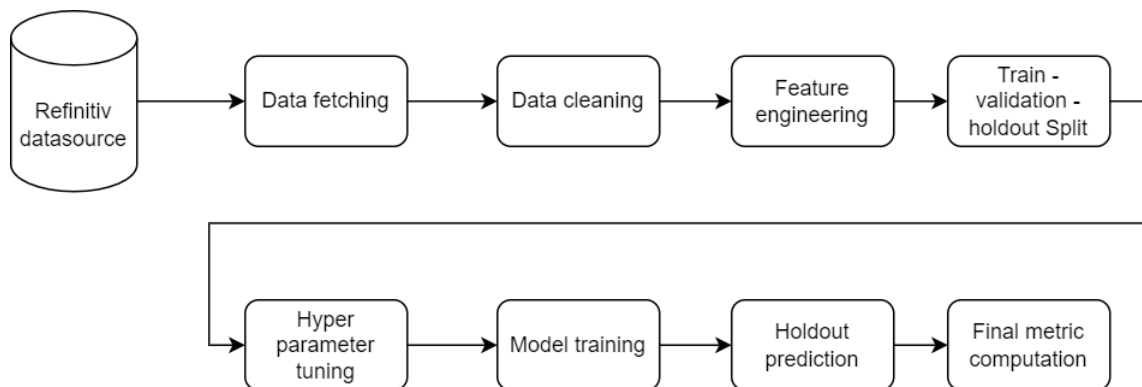 Refinitiv
datasource
Data fetching
Data cleaning
Feature
engineering
Train -
validation -
holdout Split
Hyper
parameter
tuning
Model training
Holdout
prediction
Final metric
computation